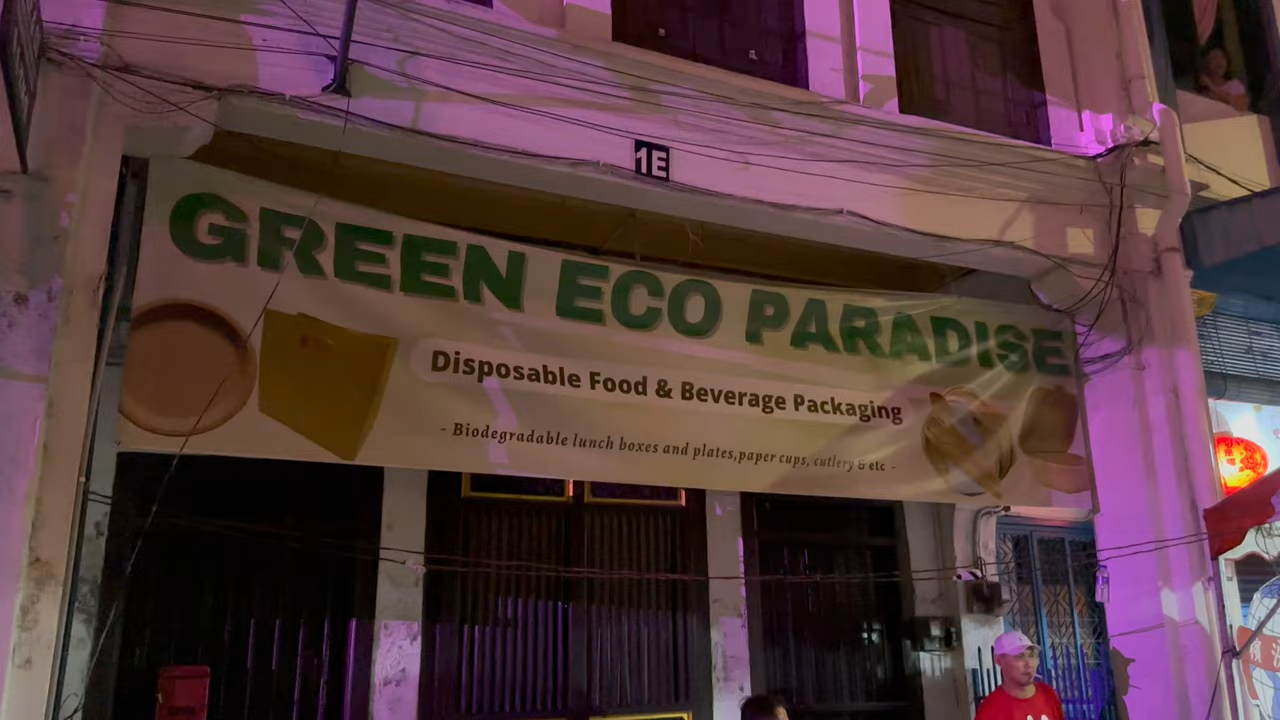 1E
GREEN ECO PARADISE
Disposable Food & Beverage Packaging
- Biodegradable lunch boxes and plates,paper cups, cutlery & etc -